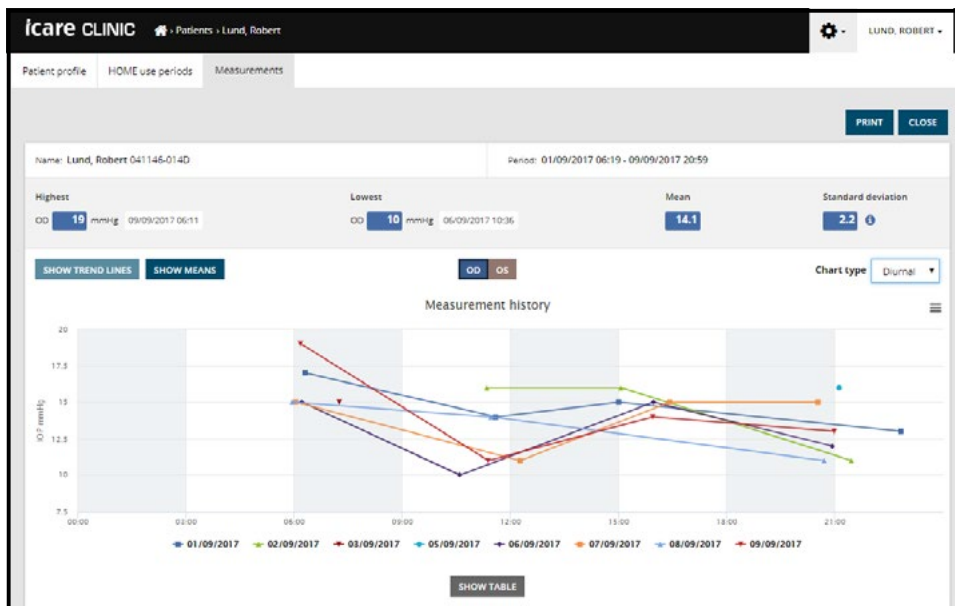 icare CLINIC › Patients › Lund, Robert LUND, ROBERT
Patient profile HOME use periods Measurements
PRINT CLOSE
Name: Lund, Robert 041146-014D Period: 01/09/2017 06:19 - 09/09/2017 20:59
Highest Lowest Mean Standard deviation
OD 19 mmHg 09/09/2017 06:11 OD 10 mmHg 06/09/2017 10:36 14.1 2.2
SHOW TREND LINES SHOW MEANS OD OS Chart type Diurnal
Measurement history
20
17.5
15
12.5
10
7.5
IOP mmHg
00:00 03:00 06:00 09:00 12:00 15:00 18:00 21:00
01/09/2017 02/09/2017 03/09/2017 05/09/2017 06/09/2017 07/09/2017 08/09/2017 09/09/2017
SHOW TABLE